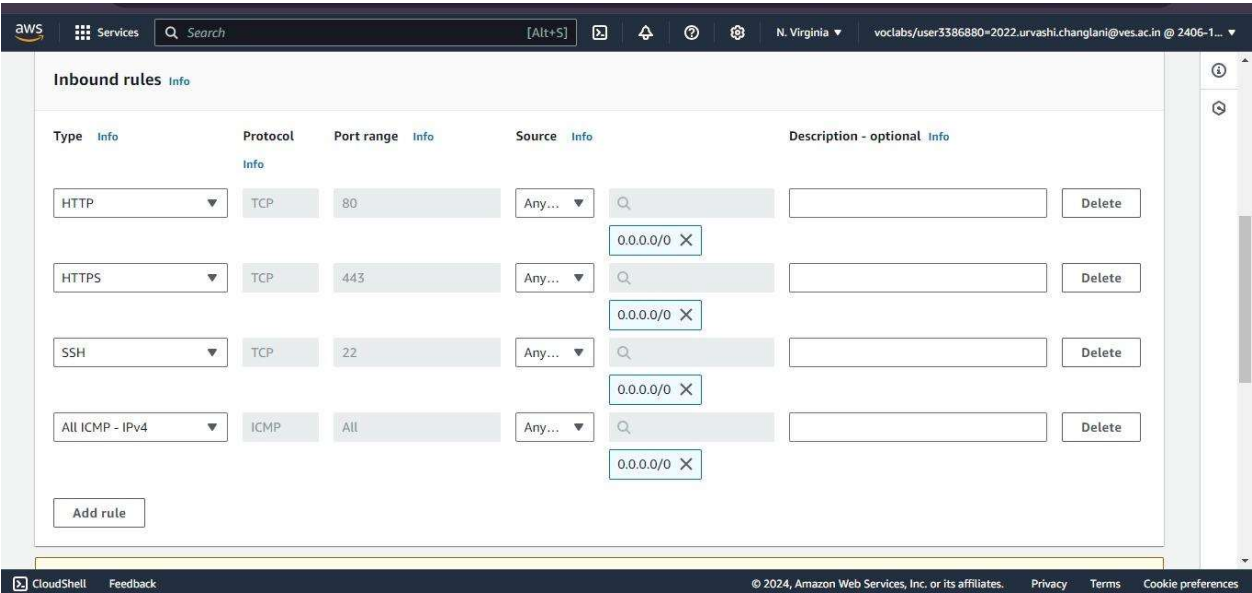 aws Services Search [Alt+S] N. Virginia voclabs/user3386880=2022.urvashi.changlani@ves.ac.in @ 2406-1...
Inbound rules Info
Type Info Protocol Info Port range Info Source Info Description - optional Info
HTTP TCP 80 Any... Delete
0.0.0.0/0
HTTPS TCP 443 Any... Delete
0.0.0.0/0
SSH TCP 22 Any... Delete
0.0.0.0/0
All ICMP - IPv4 ICMP All Any... Delete
0.0.0.0/0
Add rule
CloudShell Feedback © 2024, Amazon Web Services, Inc. or its affiliates. Privacy Terms Cookie preferences